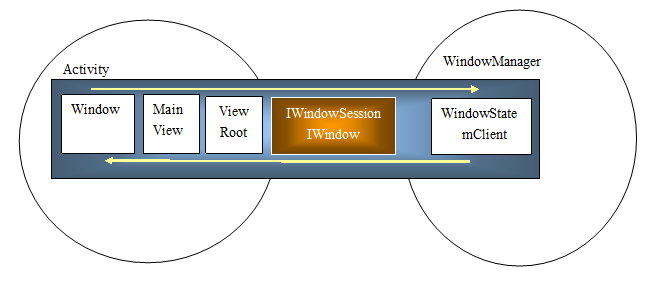 Activity
WindowManager
Window
Main
View
View
Root
IWindowSession
IWindow
WindowState
mClient